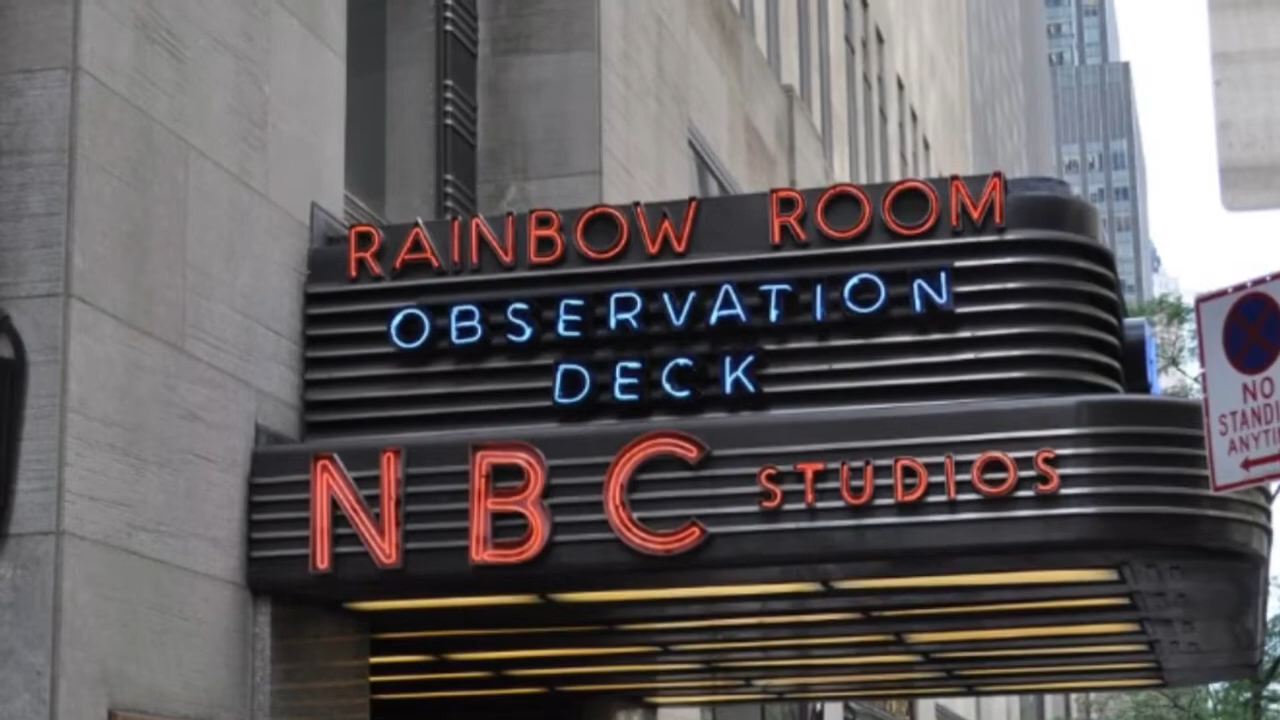 RAINBOW ROOM
OBSERVATION
DECK
NBC STUDIOS
NO